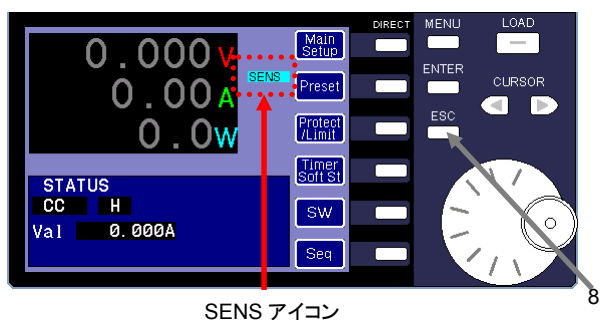 DIRECT MENU LOAD
0.000V
SENS
0.00A
0.0W
Main
Setup
Preset
Protect
/Limit
Timer
Soft St
SW
Seq
ENTER
CURSOR
ESC
STATUS
CC H
Val 0.000A
8
SENS アイコン